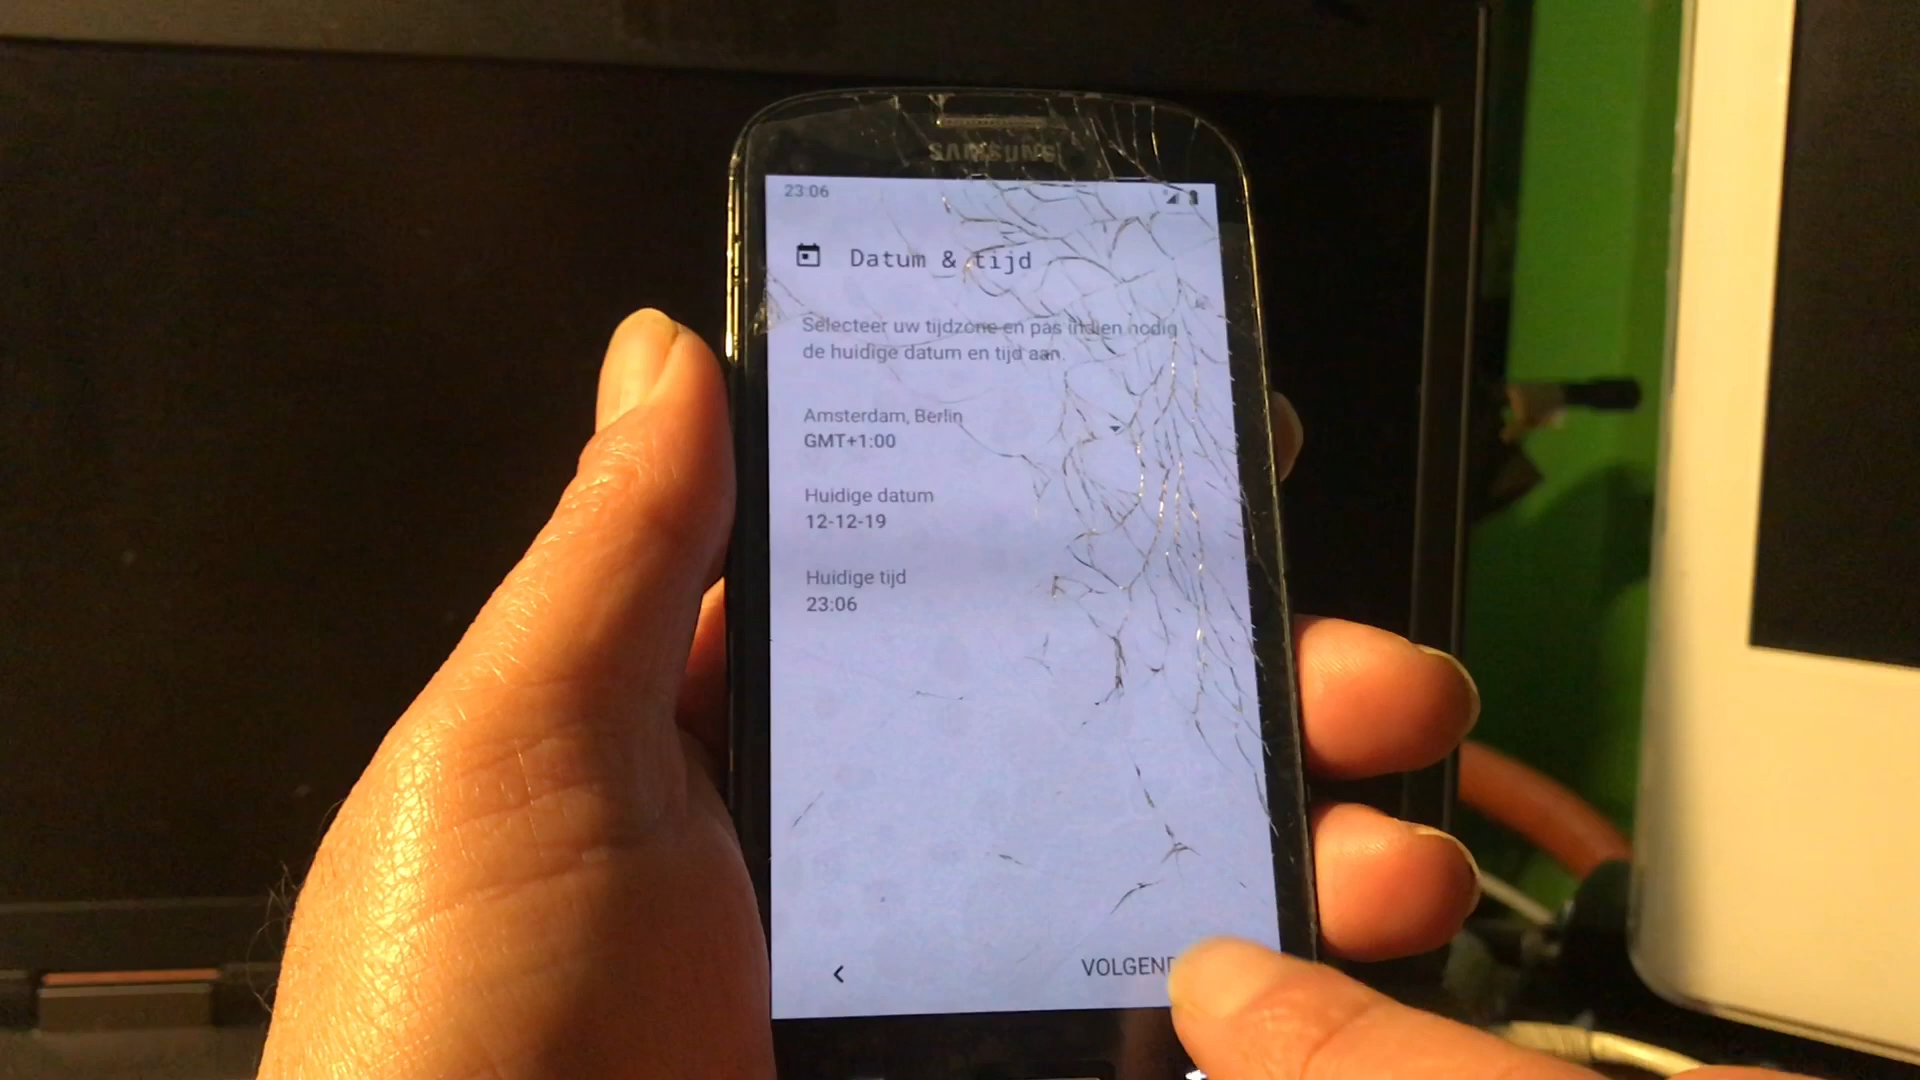 SAMSUNG
23:06
Datum & tijd
Selecteer uw tijdzone en pas indien nodig
de huidige datum en tijd aan.
Amsterdam, Berlin
GMT+1:00
Huidige datum
12-12-19
Huidige tijd
23:06
VOLGEND